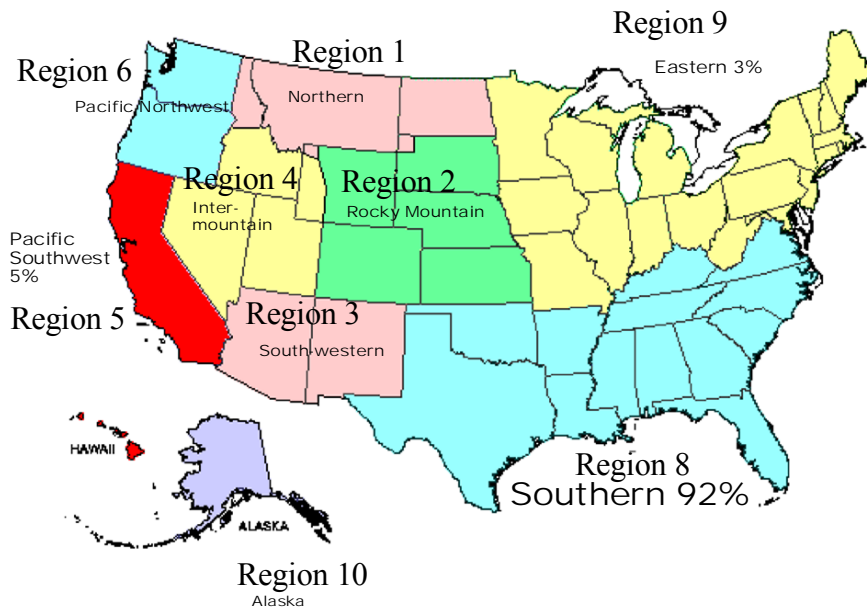 Region 9
Region 1
Eastern 3%
Region 6
Northern
Pacific Northwest
Region 4
Region 2
Inter-
mountain
Rocky Mountain
Pacific
Southwest
5%
Region 5
Region 3
South-western
HAWAII
Region 8
Southern 92%
ALASKA
Region 10
Alaska